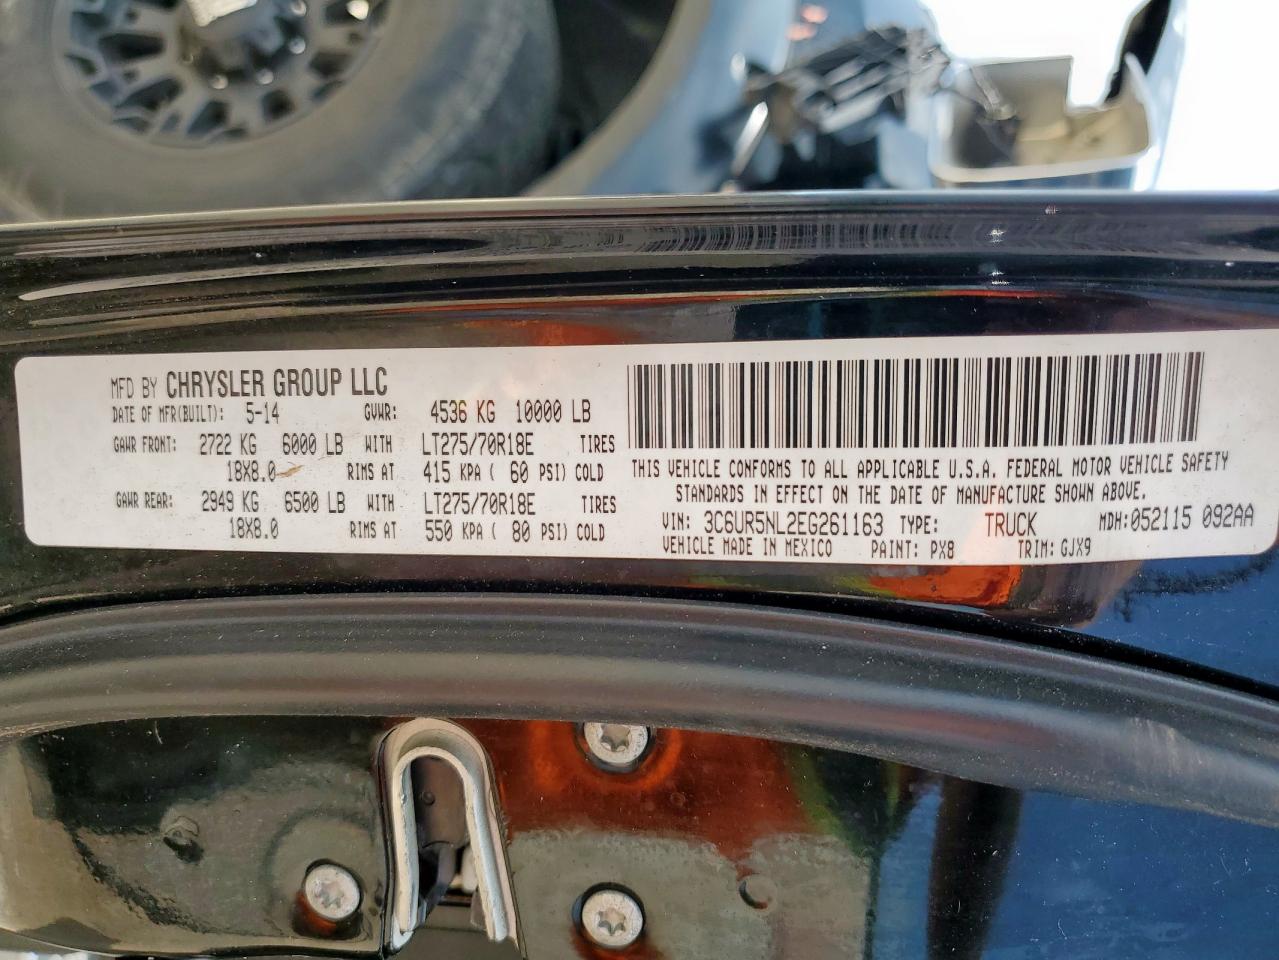 MFD BY CHRYSLER GROUP LLC
DATE OF MFR(BUILT): 5-14 GVWR: 4536 KG 10000 LB
GAWR FRONT: 2722 KG 6000 LB WITH LT275/70R18E TIRES
18X8.0 RIMS AT 415 KPA ( 60 PSI) COLD
GAWR REAR: 2949 KG 6500 LB WITH LT275/70R18E TIRES
18X8.0 RIMS AT 550 KPA ( 80 PSI) COLD
THIS VEHICLE CONFORMS TO ALL APPLICABLE U.S.A. FEDERAL MOTOR VEHICLE SAFETY
STANDARDS IN EFFECT ON THE DATE OF MANUFACTURE SHOWN ABOVE.
VIN: 3C6UR5NL2EG261163 TYPE: TRUCK MDH:052115 092AA
VEHICLE MADE IN MEXICO PAINT: PX8 TRIM: GJX9